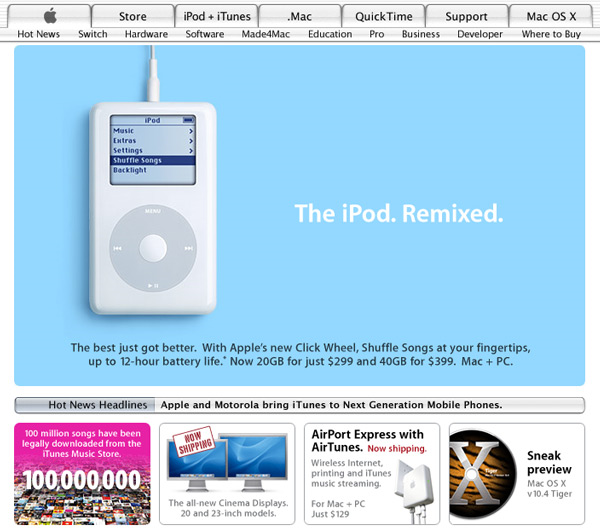 Store
iPod + iTunes
.Mac
QuickTime
Support
Mac OS X
Hot News
Switch
Hardware
Software
Made4Mac
Education
Pro
Business
Developer
Where to Buy
iPod
Music
Extras
Settings
Shuffle Songs
Backlight
MENU
The iPod. Remixed.
The best just got better. With Apple's new Click Wheel, Shuffle Songs at your fingertips,
up to 12-hour battery life.* Now 20GB for just $299 and 40GB for $399. Mac + PC.
Hot News Headlines
Apple and Motorola bring iTunes to Next Generation Mobile Phones.
100 million songs have been
legally downloaded from the
iTunes Music Store.
100,000,000
NOW
SHIPPING
The all-new Cinema Displays.
20 and 23-inch models.
AirPort Express with
AirTunes. Now shipping.
Wireless Internet,
printing and iTunes
music streaming.
For Mac + PC
Just $129
X
Tiger
Sneak
preview
Mac OS X
v10.4 Tiger